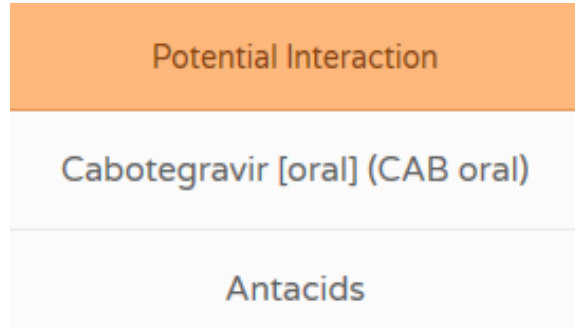 Potential Interaction
Cabotegravir [oral] (CAB oral)
Antacids